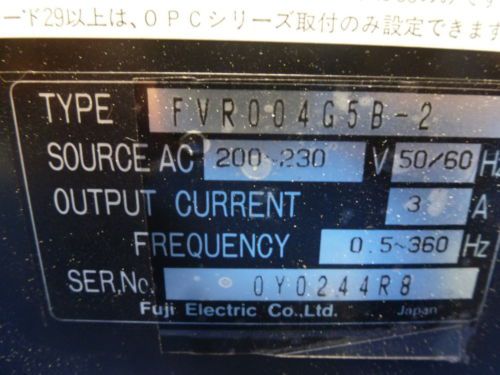 ード29以上は、OPCシリーズ取付のみ設定できます
TYPE FVR004G5B-2
SOURCE AC 200~230 V 50/60 Hz
OUTPUT CURRENT 3 A
FREQUENCY 0.5~360 Hz
SER.No. 0Y0244R8
Fuji Electric Co.,Ltd. Japan